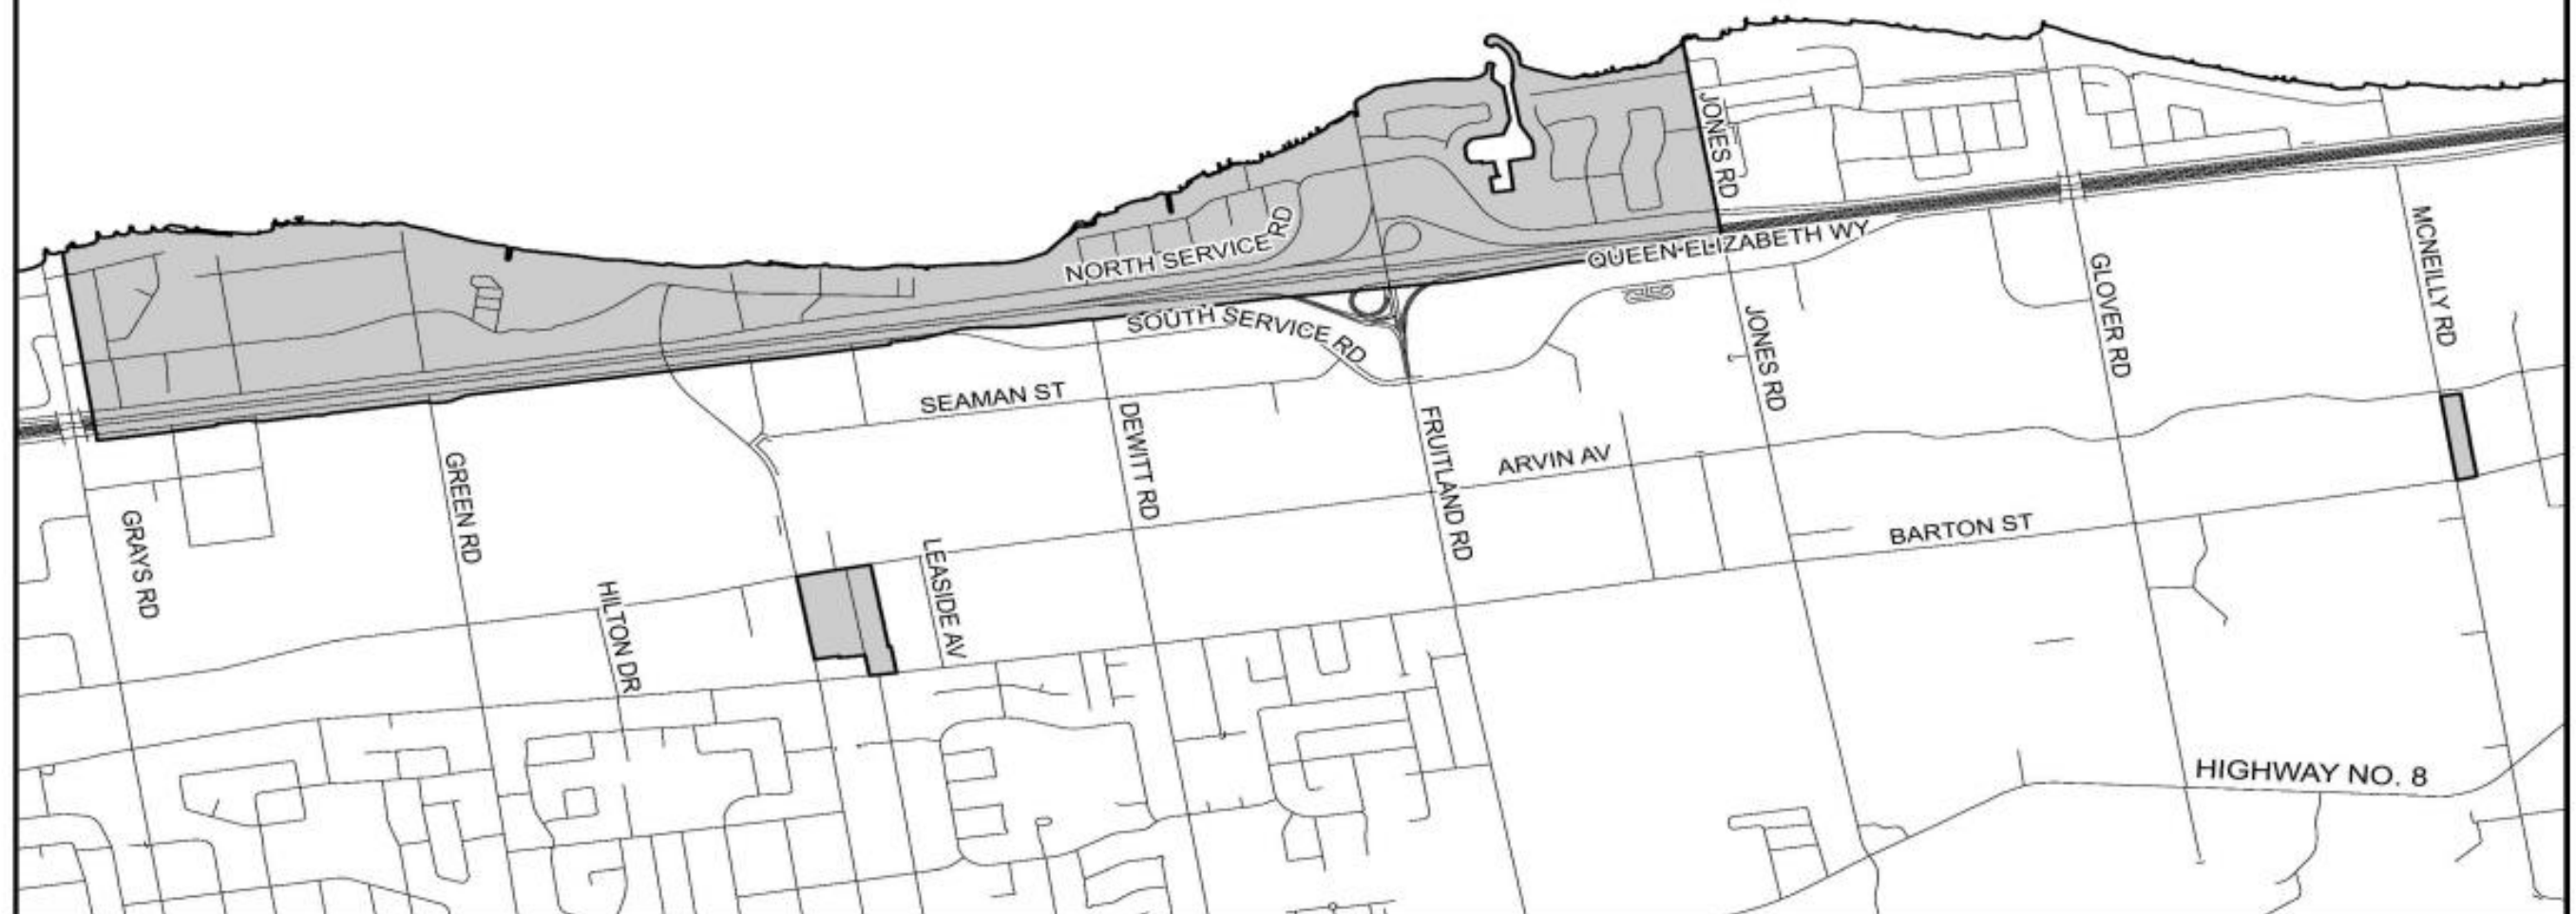 JONES RD
NORTH SERVICE RD
QUEEN ELIZABETH WY
SOUTH SERVICE RD
MCNEILLY RD
GLOVER RD
JONES RD
SEAMAN ST
DEWITT RD
FRUITLAND RD
ARVIN AV
GREEN RD
GRAYS RD
BARTON ST
LEASIDE AV
HILTON DR
HIGHWAY NO. 8